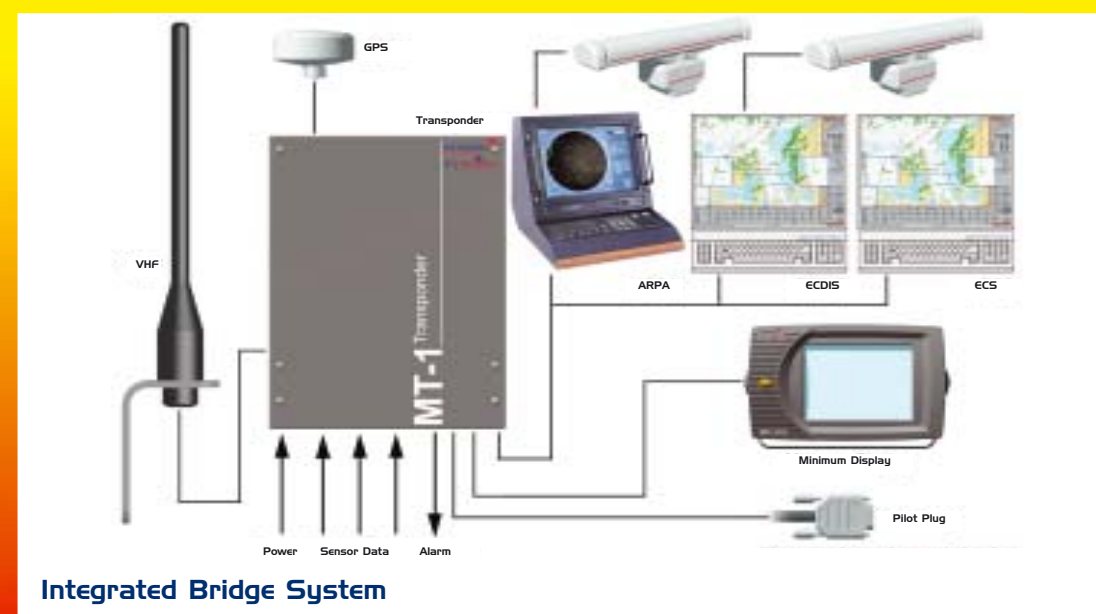 GPS
Transponder
VHF
MT-1 Transponder
ARPA
ECDIS
ECS
Minimum Display
Pilot Plug
Power
Sensor Data
Alarm
Integrated Bridge System